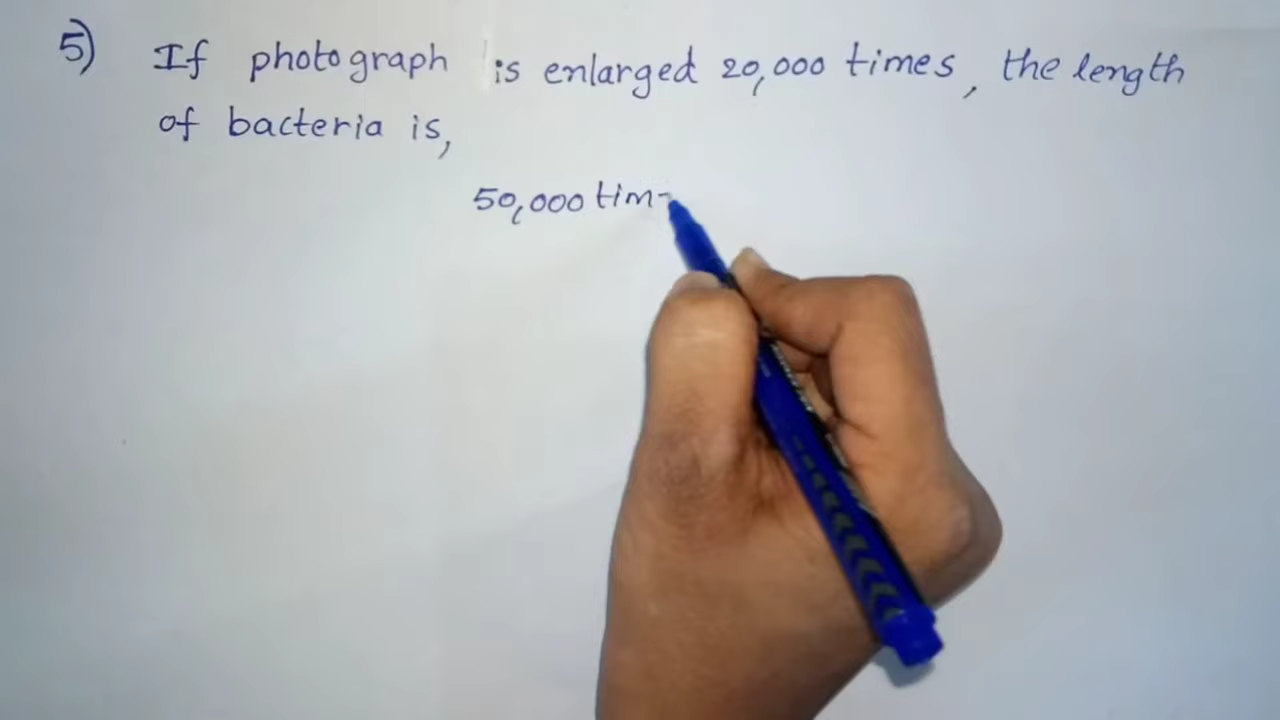 5) If photograph is enlarged 20,000 times, the length
of bacteria is,
50,000 tim